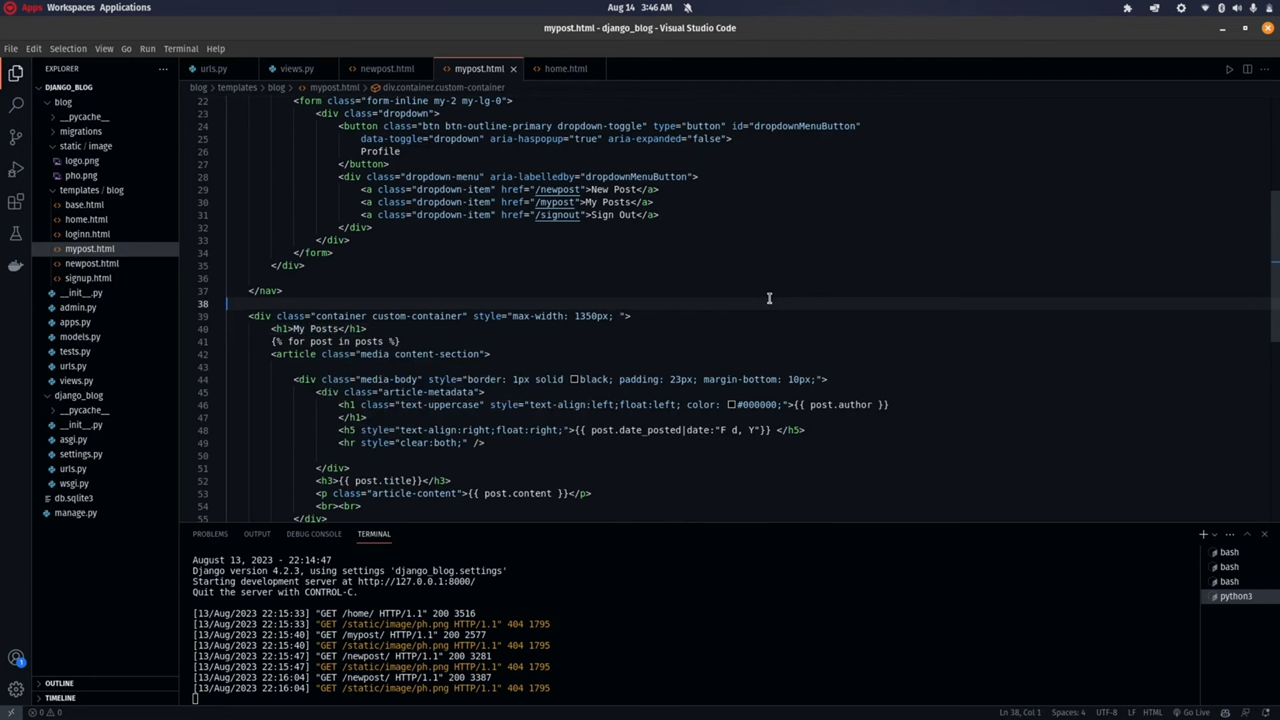 Apps Workspaces Applications
Aug 14 3:46 AM
mypost.html - django_blog - Visual Studio Code
File Edit Selection View Go Run Terminal Help
EXPLORER
DJANGO_BLOG
blog
__pycache__
migrations
static / image
logo.png
pho.png
templates / blog
base.html
home.html
loginn.html
mypost.html
newpost.html
signup.html
__init__.py
admin.py
apps.py
models.py
tests.py
urls.py
views.py
django_blog
__pycache__
__init__.py
asgi.py
settings.py
urls.py
wsgi.py
db.sqlite3
manage.py
OUTLINE
TIMELINE
urls.py views.py newpost.html mypost.html home.html
blog > templates > blog > mypost.html > div.container.custom-container
22 <form class="form-inline my-2 my-lg-0">
23 <div class="dropdown">
24 <button class="btn btn-outline-primary dropdown-toggle" type="button" id="dropdownMenuButton"
25 data-toggle="dropdown" aria-haspopup="true" aria-expanded="false">
26 Profile
27 </button>
28 <div class="dropdown-menu" aria-labelledby="dropdownMenuButton">
29 <a class="dropdown-item" href="/newpost">New Post</a>
30 <a class="dropdown-item" href="/mypost">My Posts</a>
31 <a class="dropdown-item" href="/signout">Sign Out</a>
32 </div>
33 </div>
34 </form>
35 </div>
36
37 </nav>
38
39 <div class="container custom-container" style="max-width: 1350px; ">
40 <h1>My Posts</h1>
41 {% for post in posts %}
42 <article class="media content-section">
43
44 <div class="media-body" style="border: 1px solid black; padding: 23px; margin-bottom: 10px;">
45 <div class="article-metadata">
46 <h1 class="text-uppercase" style="text-align:left;float:left; color: #000000;">{{ post.author }}
47 </h1>
48 <h5 style="text-align:right;float:right;">{{ post.date_posted|date:"F d, Y"}} </h5>
49 <hr style="clear:both;" />
50
51 </div>
52 <h3>{{ post.title}}</h3>
53 <p class="article-content">{{ post.content }}</p>
54 <br><br>
55 </div>
PROBLEMS OUTPUT DEBUG CONSOLE TERMINAL
August 13, 2023 - 22:14:47
Django version 4.2.3, using settings 'django_blog.settings'
Starting development server at http://127.0.0.1:8000/
Quit the server with CONTROL-C.
[13/Aug/2023 22:15:33] "GET /home/ HTTP/1.1" 200 3516
[13/Aug/2023 22:15:33] "GET /static/image/ph.png HTTP/1.1" 404 1795
[13/Aug/2023 22:15:40] "GET /mypost/ HTTP/1.1" 200 2577
[13/Aug/2023 22:15:40] "GET /static/image/ph.png HTTP/1.1" 404 1795
[13/Aug/2023 22:15:47] "GET /newpost/ HTTP/1.1" 200 3281
[13/Aug/2023 22:15:47] "GET /static/image/ph.png HTTP/1.1" 404 1795
[13/Aug/2023 22:16:04] "GET /newpost/ HTTP/1.1" 200 3387
[13/Aug/2023 22:16:04] "GET /static/image/ph.png HTTP/1.1" 404 1795
bash
bash
bash
python3
1
0 0
Ln 38, Col 1 Spaces: 4 UTF-8 LF HTML Go Live